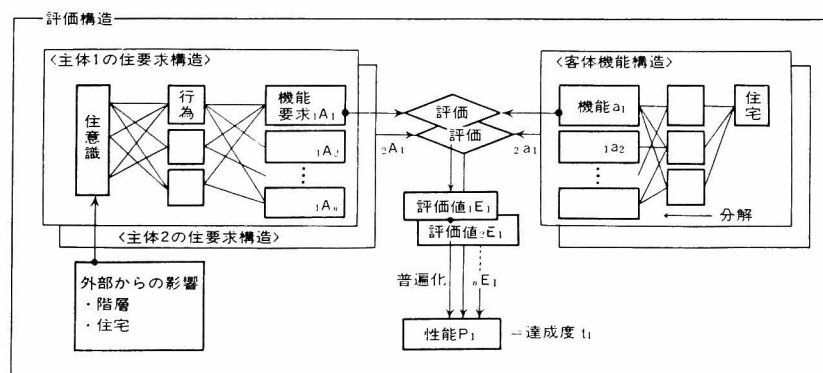 評価構造
<主体1の住要求構造>
住意識
行為
機能
要求₁A₁
₁A₂
⋮
₁Aₙ
<主体2の住要求構造>
外部からの影響
・階層
・住宅
評価
評価
₂A₁
₂a₁
評価値₁E₁
評価値₂E₁
普遍化
ₙE₁
性能P₁
=達成度 t₁
<客体機能構造>
機能a₁
₁a₂
⋮
住宅
分解